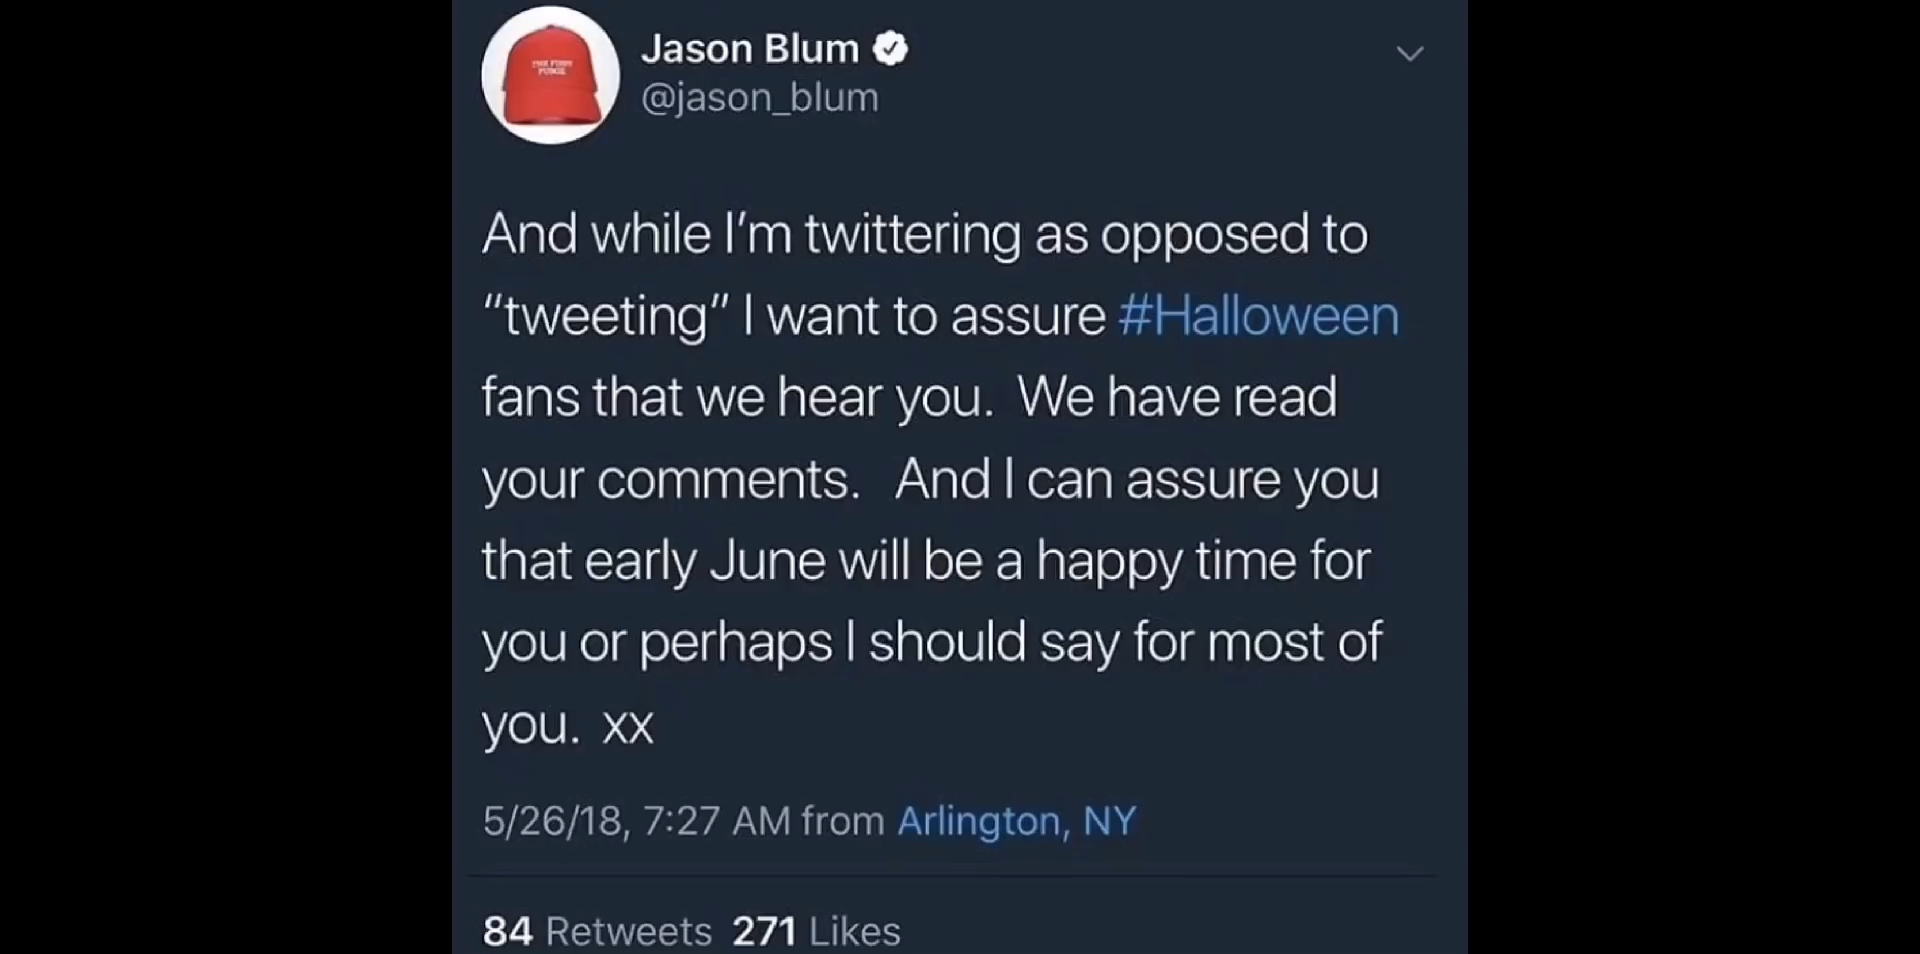 THE FIRST
PURGE
Jason Blum
@jason_blum
And while I'm twittering as opposed to
“tweeting” I want to assure #Halloween
fans that we hear you.  We have read
your comments.   And I can assure you
that early June will be a happy time for
you or perhaps I should say for most of
you.  xx
5/26/18, 7:27 AM from Arlington, NY
84 Retweets 271 Likes